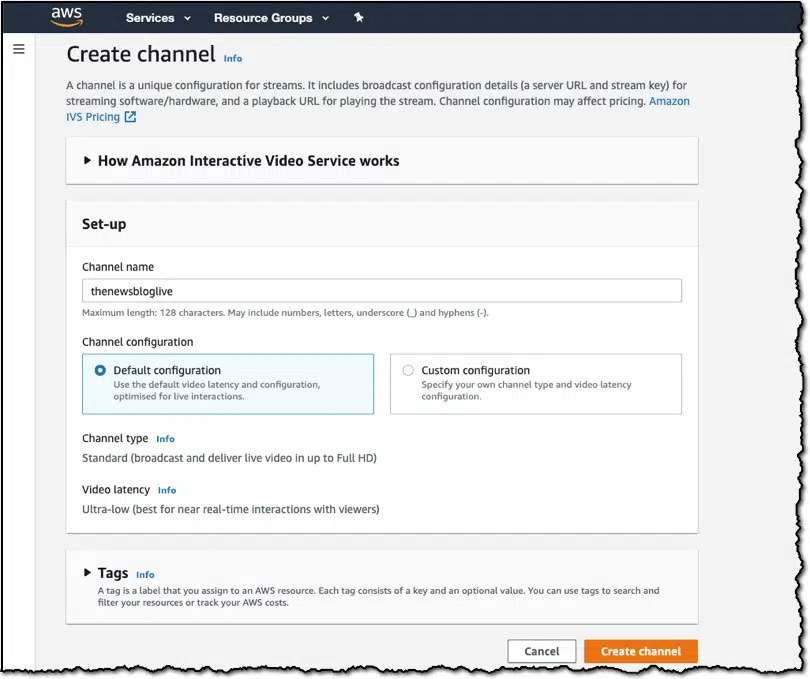 aws Services Resource Groups
Create channel Info
A channel is a unique configuration for streams. It includes broadcast configuration details (a server URL and stream key) for
streaming software/hardware, and a playback URL for playing the stream. Channel configuration may affect pricing. Amazon
IVS Pricing
How Amazon Interactive Video Service works
Set-up
Channel name
thenewsbloglive
Maximum length: 128 characters. May include numbers, letters, underscore (_) and hyphens (-).
Channel configuration
Default configuration
Use the default video latency and configuration,
optimised for live interactions.
Custom configuration
Specify your own channel type and video latency
configuration.
Channel type Info
Standard (broadcast and deliver live video in up to Full HD)
Video latency Info
Ultra-low (best for near real-time interactions with viewers)
Tags Info
A tag is a label that you assign to an AWS resource. Each tag consists of a key and an optional value. You can use tags to search and
filter your resources or track your AWS costs.
Cancel Create channel